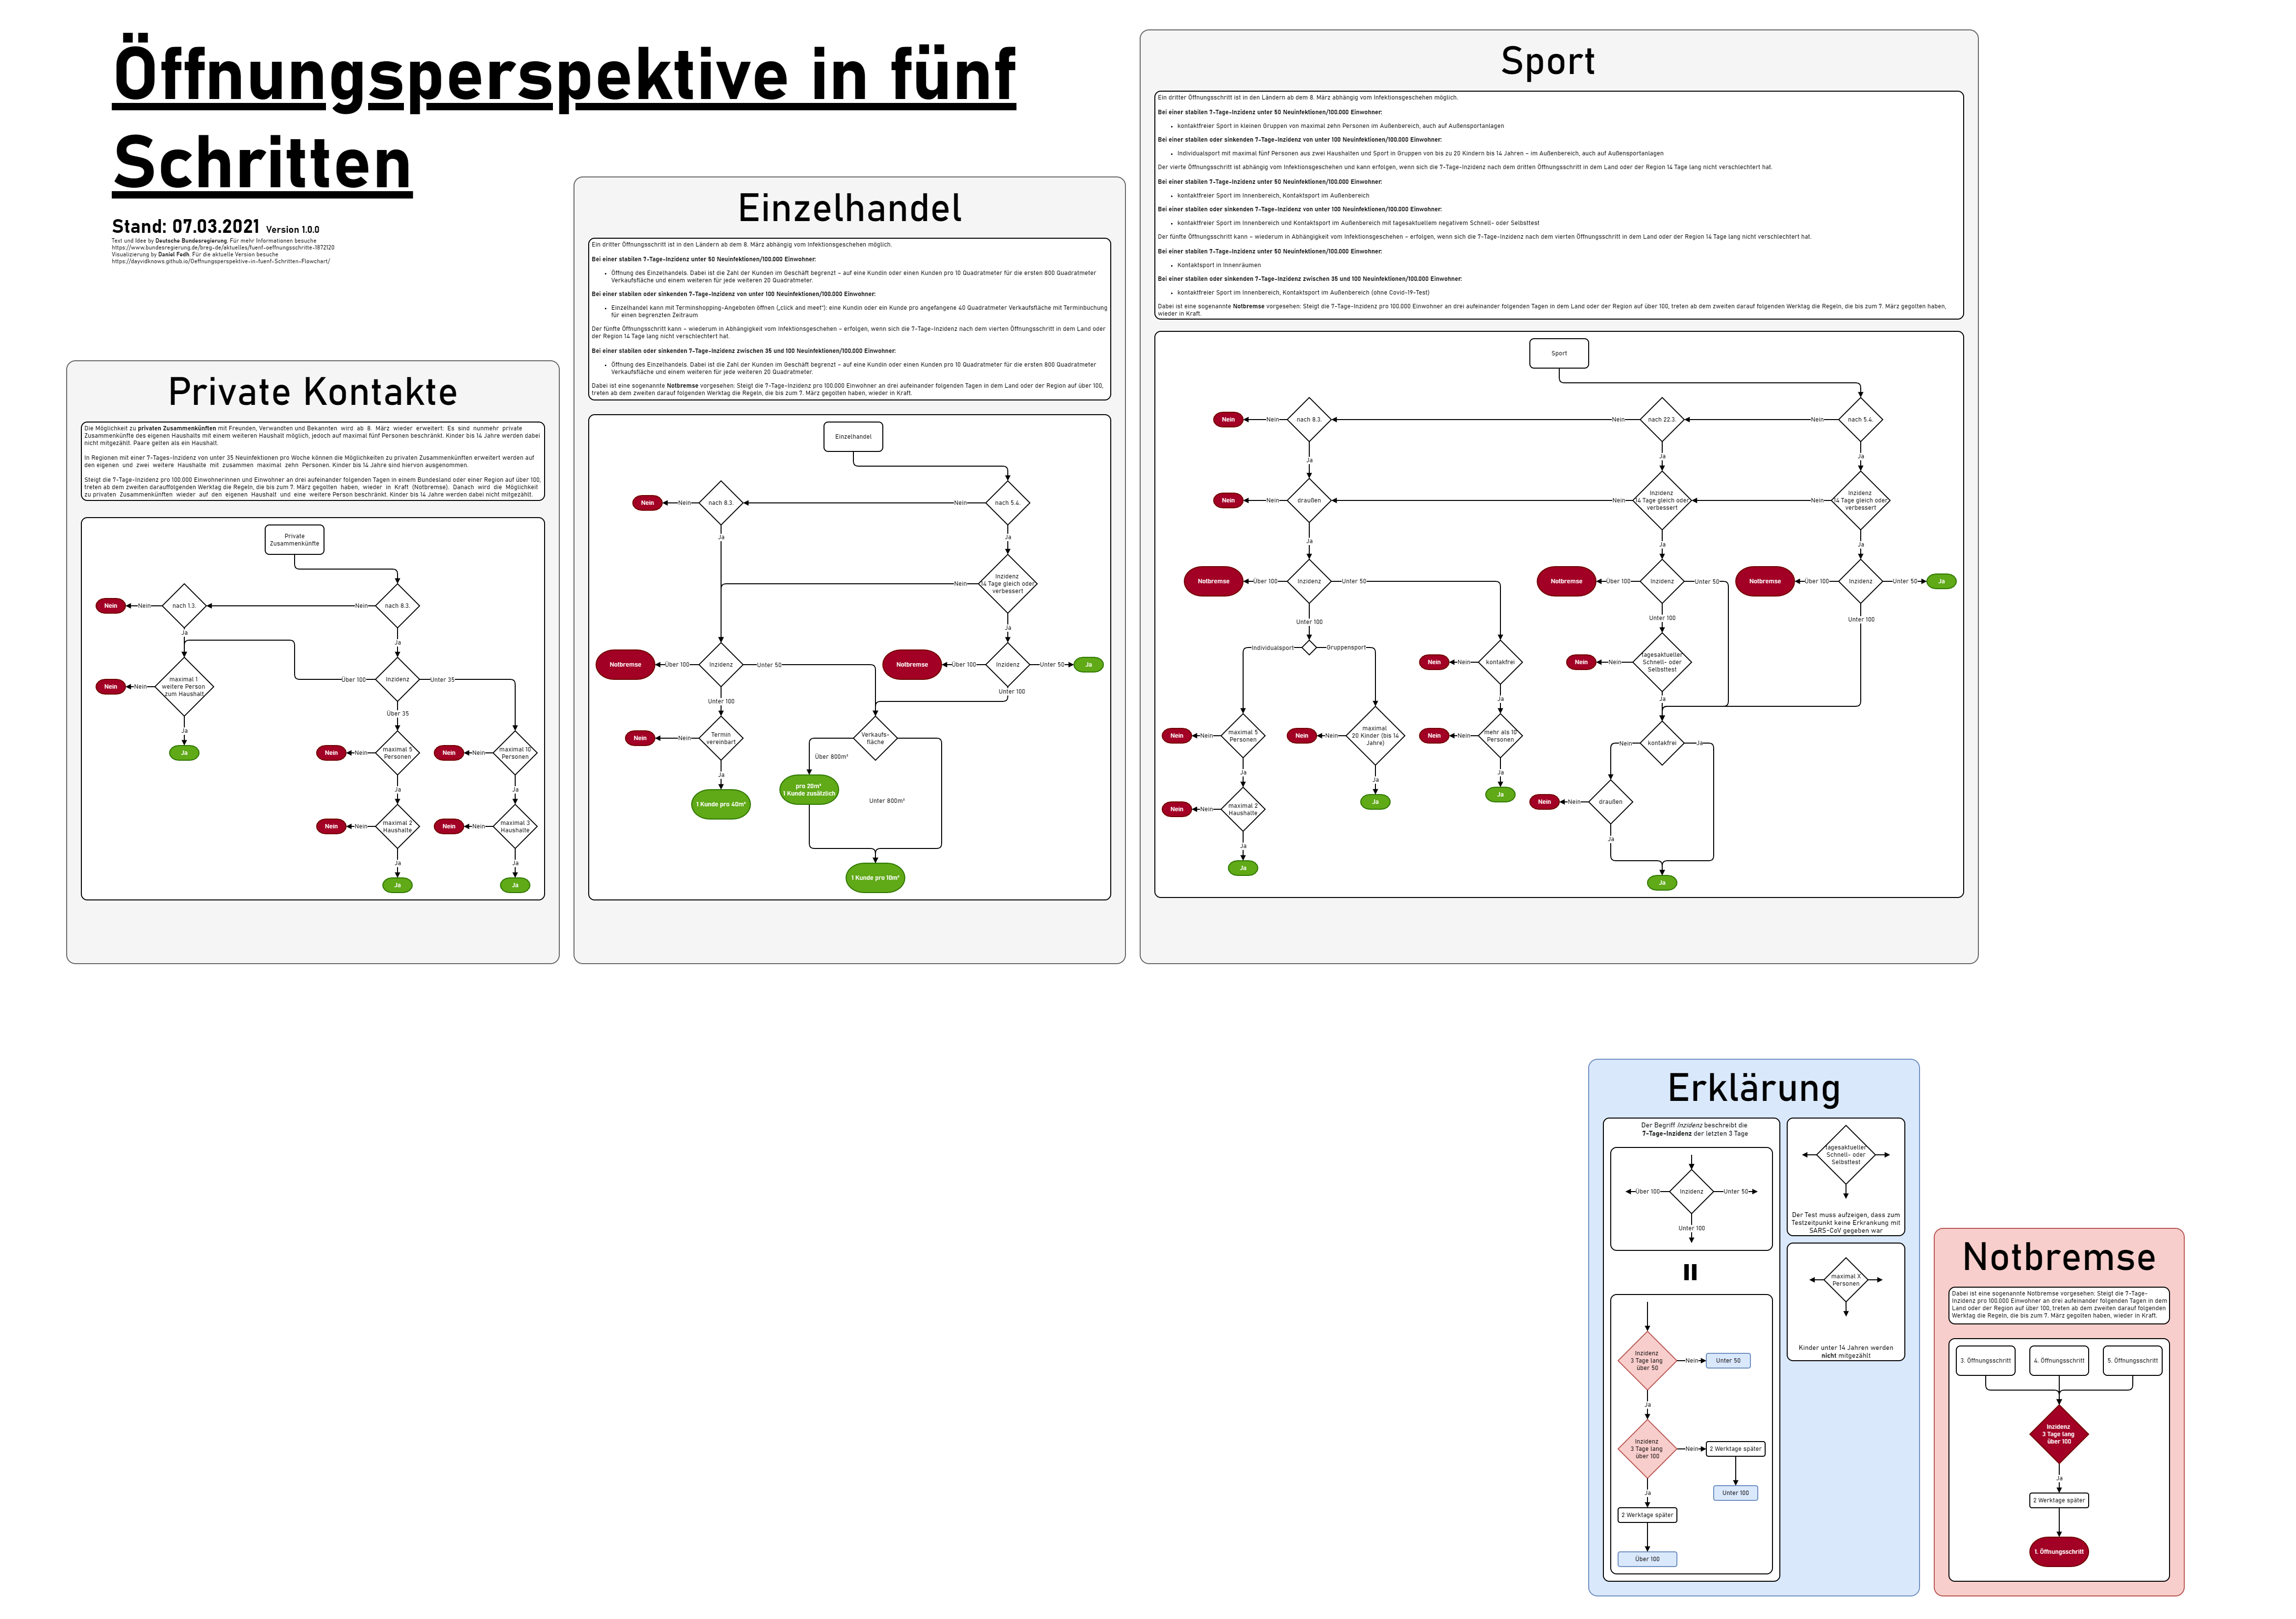 Öffnungsperspektive in fünf
Schritten
Stand: 07.03.2021 Version 1.0.0
Text und Idee by Deutsche Bundesregierung. Für mehr Informationen besuche
https://www.bundesregierung.de/breg-de/aktuelles/fuenf-oeffnungsschritte-1872120
Visualizierung by Daniel Fedh. Für die aktuelle Version besuche
https://dayvidknows.github.io/Oeffnungsperspektive-in-fuenf-Schritten-Flowchart/
Private Kontakte
Die Möglichkeit zu privaten Zusammenkünften mit Freunden, Verwandten und Bekannten wird ab 8. März wieder erweitert: Es sind nunmehr private
Zusammenkünfte des eigenen Haushalts mit einem weiteren Haushalt möglich, jedoch auf maximal fünf Personen beschränkt. Kinder bis 14 Jahre werden dabei
nicht mitgezählt. Paare gelten als ein Haushalt.
In Regionen mit einer 7-Tages-Inzidenz von unter 35 Neuinfektionen pro Woche können die Möglichkeiten zu privaten Zusammenkünften erweitert werden auf
den eigenen und zwei weitere Haushalte mit zusammen maximal zehn Personen. Kinder bis 14 Jahre sind hiervon ausgenommen.
Steigt die 7-Tage-Inzidenz pro 100.000 Einwohnerinnen und Einwohner an drei aufeinander folgenden Tagen in einem Bundesland oder einer Region auf über 100,
treten ab dem zweiten darauffolgenden Werktag die Regeln, die bis zum 7. März gegolten haben, wieder in Kraft (Notbremse). Danach wird die Möglichkeit
zu privaten Zusammenkünften wieder auf den eigenen Haushalt und eine weitere Person beschränkt. Kinder bis 14 Jahre werden dabei nicht mitgezählt.
Private
Zusammenkünfte
Nein
Nein
nach 1.3.
Nein
nach 8.3.
Ja
Ja
Nein
Nein
maximal 1
weitere Person
zum Haushalt
Über 100
Inzidenz
Unter 35
Über 35
Ja
Ja
Nein
Nein
maximal 5
Personen
Nein
Nein
maximal 10
Personen
Ja
Ja
Nein
Nein
maximal 2
Haushalte
Nein
Nein
maximal 3
Haushalte
Ja
Ja
Ja
Ja
Einzelhandel
Ein dritter Öffnungsschritt ist in den Ländern ab dem 8. März abhängig vom Infektionsgeschehen möglich.
Bei einer stabilen 7-Tage-Inzidenz unter 50 Neuinfektionen/100.000 Einwohner:
• Öffnung des Einzelhandels. Dabei ist die Zahl der Kunden im Geschäft begrenzt – auf eine Kundin oder einen Kunden pro 10 Quadratmeter für die ersten 800 Quadratmeter
Verkaufsfläche und einem weiteren für jede weiteren 20 Quadratmeter.
Bei einer stabilen oder sinkenden 7-Tage-Inzidenz von unter 100 Neuinfektionen/100.000 Einwohner:
• Einzelhandel kann mit Terminshopping-Angeboten öffnen („click and meet“): eine Kundin oder ein Kunde pro angefangene 40 Quadratmeter Verkaufsfläche mit Terminbuchung
für einen begrenzten Zeitraum
Der fünfte Öffnungsschritt kann – wiederum in Abhängigkeit vom Infektionsgeschehen – erfolgen, wenn sich die 7-Tage-Inzidenz nach dem vierten Öffnungsschritt in dem Land oder
der Region 14 Tage lang nicht verschlechtert hat.
Bei einer stabilen oder sinkenden 7-Tage-Inzidenz zwischen 35 und 100 Neuinfektionen/100.000 Einwohner:
• Öffnung des Einzelhandels. Dabei ist die Zahl der Kunden im Geschäft begrenzt – auf eine Kundin oder einen Kunden pro 10 Quadratmeter für die ersten 800 Quadratmeter
Verkaufsfläche und einem weiteren für jede weiteren 20 Quadratmeter.
Dabei ist eine sogenannte Notbremse vorgesehen: Steigt die 7-Tage-Inzidenz pro 100.000 Einwohner an drei aufeinander folgenden Tagen in dem Land oder der Region auf über 100,
treten ab dem zweiten darauf folgenden Werktag die Regeln, die bis zum 7. März gegolten haben, wieder in Kraft.
Einzelhandel
Nein
Nein
nach 8.3.
Nein
nach 5.4.
Ja
Ja
Nein
Inzidenz
14 Tage gleich oder
verbessert
Ja
Notbremse
Über 100
Inzidenz
Unter 50
Notbremse
Über 100
Inzidenz
Unter 50
Ja
Unter 100
Unter 100
Nein
Nein
Termin
vereinbart
Verkaufs-
fläche
Über 800m²
Ja
1 Kunde pro 40m²
pro 20m²
1 Kunde zusätzlich
Unter 800m²
1 Kunde pro 10m²
Sport
Ein dritter Öffnungsschritt ist in den Ländern ab dem 8. März abhängig vom Infektionsgeschehen möglich.
Bei einer stabilen 7-Tage-Inzidenz unter 50 Neuinfektionen/100.000 Einwohner:
• kontaktfreier Sport in kleinen Gruppen von maximal zehn Personen im Außenbereich, auch auf Außensportanlagen
Bei einer stabilen oder sinkenden 7-Tage-Inzidenz von unter 100 Neuinfektionen/100.000 Einwohner:
• Individualsport mit maximal fünf Personen aus zwei Haushalten und Sport in Gruppen von bis zu 20 Kindern bis 14 Jahren – im Außenbereich, auch auf Außensportanlagen
Der vierte Öffnungsschritt ist abhängig vom Infektionsgeschehen und kann erfolgen, wenn sich die 7-Tage-Inzidenz nach dem dritten Öffnungsschritt in dem Land oder der Region 14 Tage lang nicht verschlechtert hat.
Bei einer stabilen 7-Tage-Inzidenz unter 50 Neuinfektionen/100.000 Einwohner:
• kontaktfreier Sport im Innenbereich, Kontaktsport im Außenbereich
Bei einer stabilen oder sinkenden 7-Tage-Inzidenz von unter 100 Neuinfektionen/100.000 Einwohner:
• kontaktfreier Sport im Innenbereich und Kontaktsport im Außenbereich mit tagesaktuellem negativem Schnell- oder Selbsttest
Der fünfte Öffnungsschritt kann – wiederum in Abhängigkeit vom Infektionsgeschehen – erfolgen, wenn sich die 7-Tage-Inzidenz nach dem vierten Öffnungsschritt in dem Land oder der Region 14 Tage lang nicht verschlechtert hat.
Bei einer stabilen 7-Tage-Inzidenz unter 50 Neuinfektionen/100.000 Einwohner:
• Kontaktsport in Innenräumen
Bei einer stabilen oder sinkenden 7-Tage-Inzidenz zwischen 35 und 100 Neuinfektionen/100.000 Einwohner:
• kontaktfreier Sport im Innenbereich, Kontaktsport im Außenbereich (ohne Covid-19-Test)
Dabei ist eine sogenannte Notbremse vorgesehen: Steigt die 7-Tage-Inzidenz pro 100.000 Einwohner an drei aufeinander folgenden Tagen in dem Land oder der Region auf über 100, treten ab dem zweiten darauf folgenden Werktag die Regeln, die bis zum 7. März gegolten haben,
wieder in Kraft.
Sport
Nein
Nein
nach 8.3.
Nein
nach 22.3.
Nein
nach 5.4.
Ja
Ja
Ja
Nein
Nein
draußen
Nein
Inzidenz
14 Tage gleich oder
verbessert
Nein
Inzidenz
14 Tage gleich oder
verbessert
Ja
Ja
Ja
Notbremse
Über 100
Inzidenz
Unter 50
Notbremse
Über 100
Inzidenz
Unter 50
Notbremse
Über 100
Inzidenz
Unter 50
Ja
Unter 100
Unter 100
Unter 100
Individualsport
Gruppensport
Nein
Nein
kontakfrei
Nein
Nein
tagesaktueller
Schnell- oder
Selbsttest
Ja
Ja
Nein
Nein
maximal 5
Personen
Nein
Nein
maximal
20 Kinder (bis 14
Jahre)
Nein
Nein
mehr als 10
Personen
Nein
kontakfrei
Ja
Ja
Ja
Ja
Nein
Nein
maximal 2
Haushalte
Ja
Ja
Nein
Nein
draußen
Ja
Ja
Ja
Ja
Erklärung
Der Begriff Inzidenz beschreibt die
7-Tage-Inzidenz der letzten 3 Tage
Über 100
Inzidenz
Unter 50
Unter 100
=
Inzidenz
3 Tage lang
über 50
Nein
Unter 50
Ja
Inzidenz
3 Tage lang
über 100
Nein
2 Werktage später
Ja
Unter 100
2 Werktage später
Über 100
tagesaktueller
Schnell- oder
Selbsttest
Der Test muss aufzeigen, dass zum
Testzeitpunkt keine Erkrankung mit
SARS-CoV gegeben war
maximal X
Personen
Kinder unter 14 Jahren werden
nicht mitgezählt
Notbremse
Dabei ist eine sogenannte Notbremse vorgesehen: Steigt die 7-Tage-
Inzidenz pro 100.000 Einwohner an drei aufeinander folgenden Tagen in dem
Land oder der Region auf über 100, treten ab dem zweiten darauf folgenden
Werktag die Regeln, die bis zum 7. März gegolten haben, wieder in Kraft.
3. Öffnungsschritt
4. Öffnungsschritt
5. Öffnungsschritt
Inzidenz
3 Tage lang
über 100
Ja
2 Werktage später
1. Öffnungsschritt